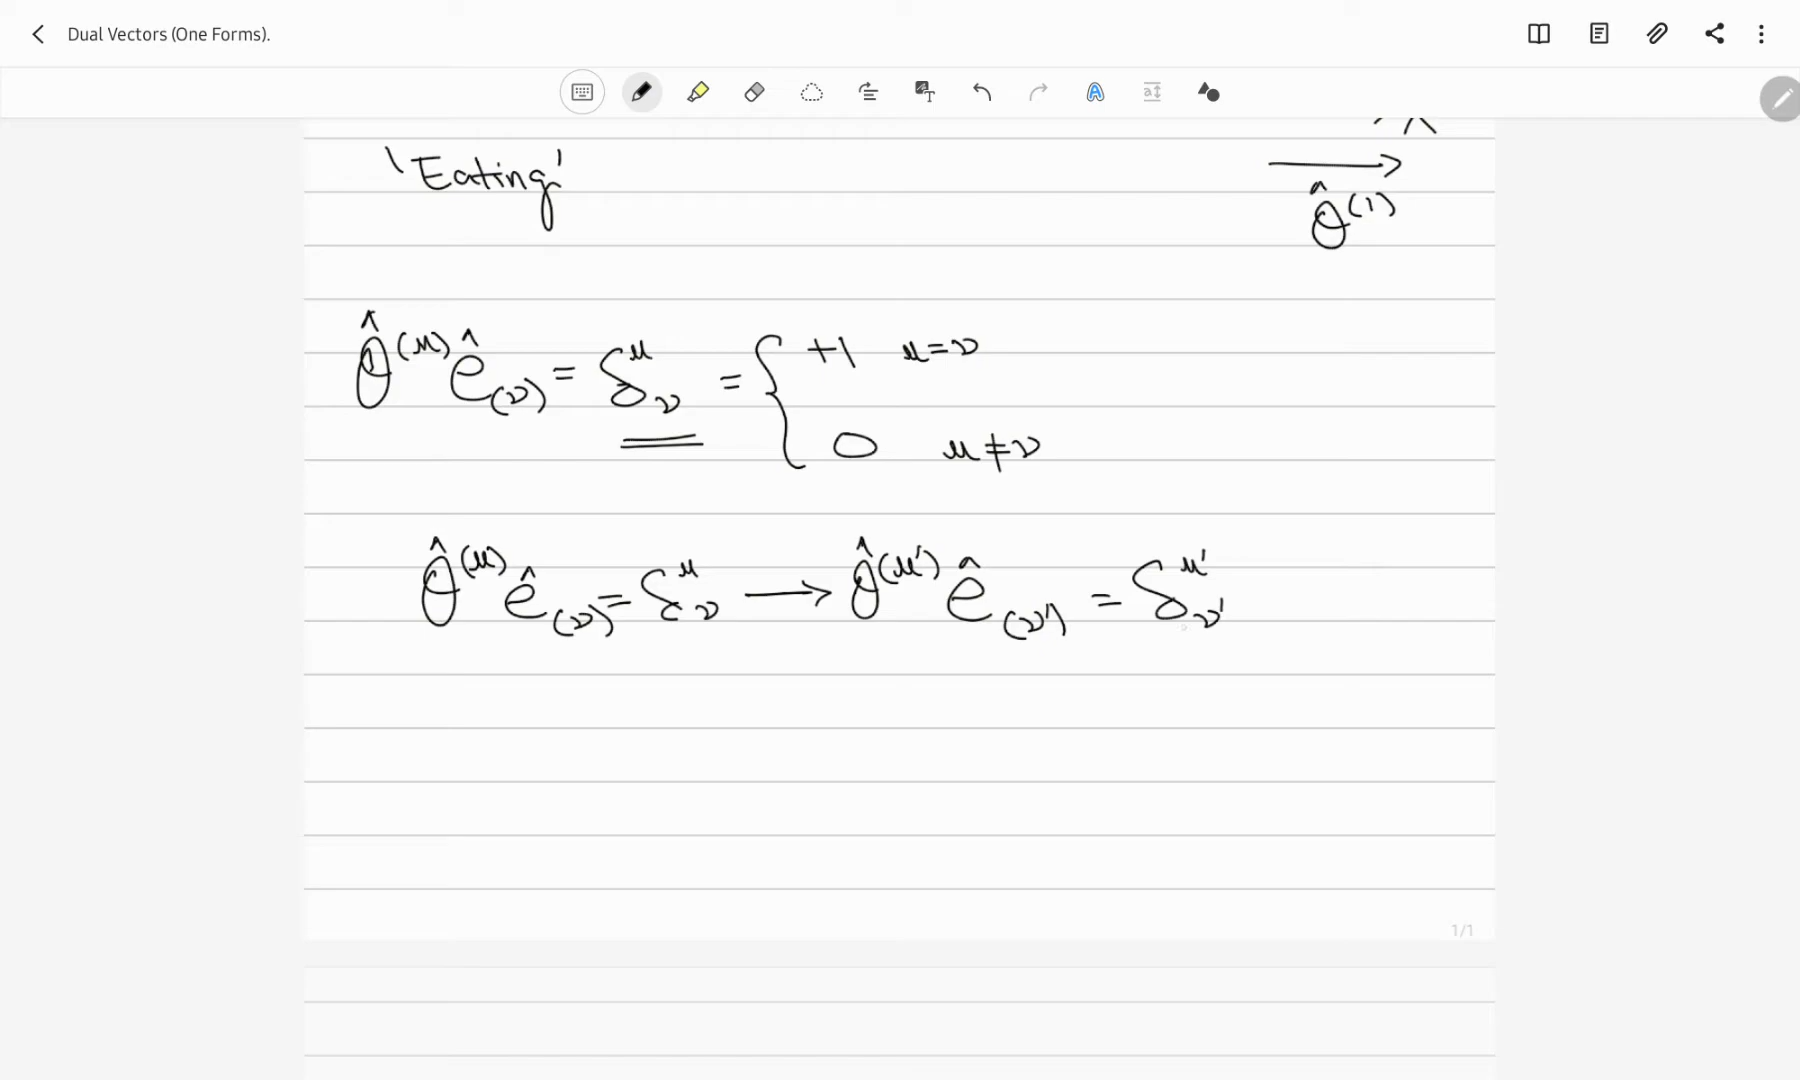 Dual Vectors (One Forms).
'Eating'
θ̂^(1)
θ̂^(μ) ê_(ν) = δ^μ_ν = { +1 μ=ν
0 μ≠ν
θ̂^(μ) ê_(ν) = δ^μ_ν ⟶ θ̂^(μ') ê_(ν') = δ^μ'_ν'
1/1